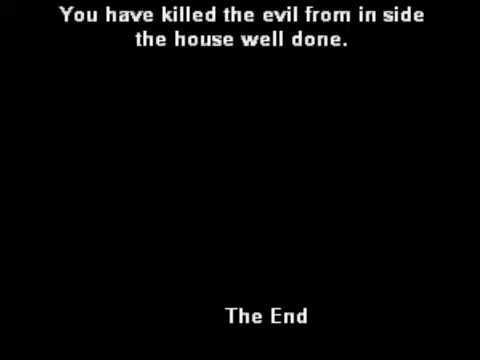 You have killed the evil from in side
the house well done.
The End